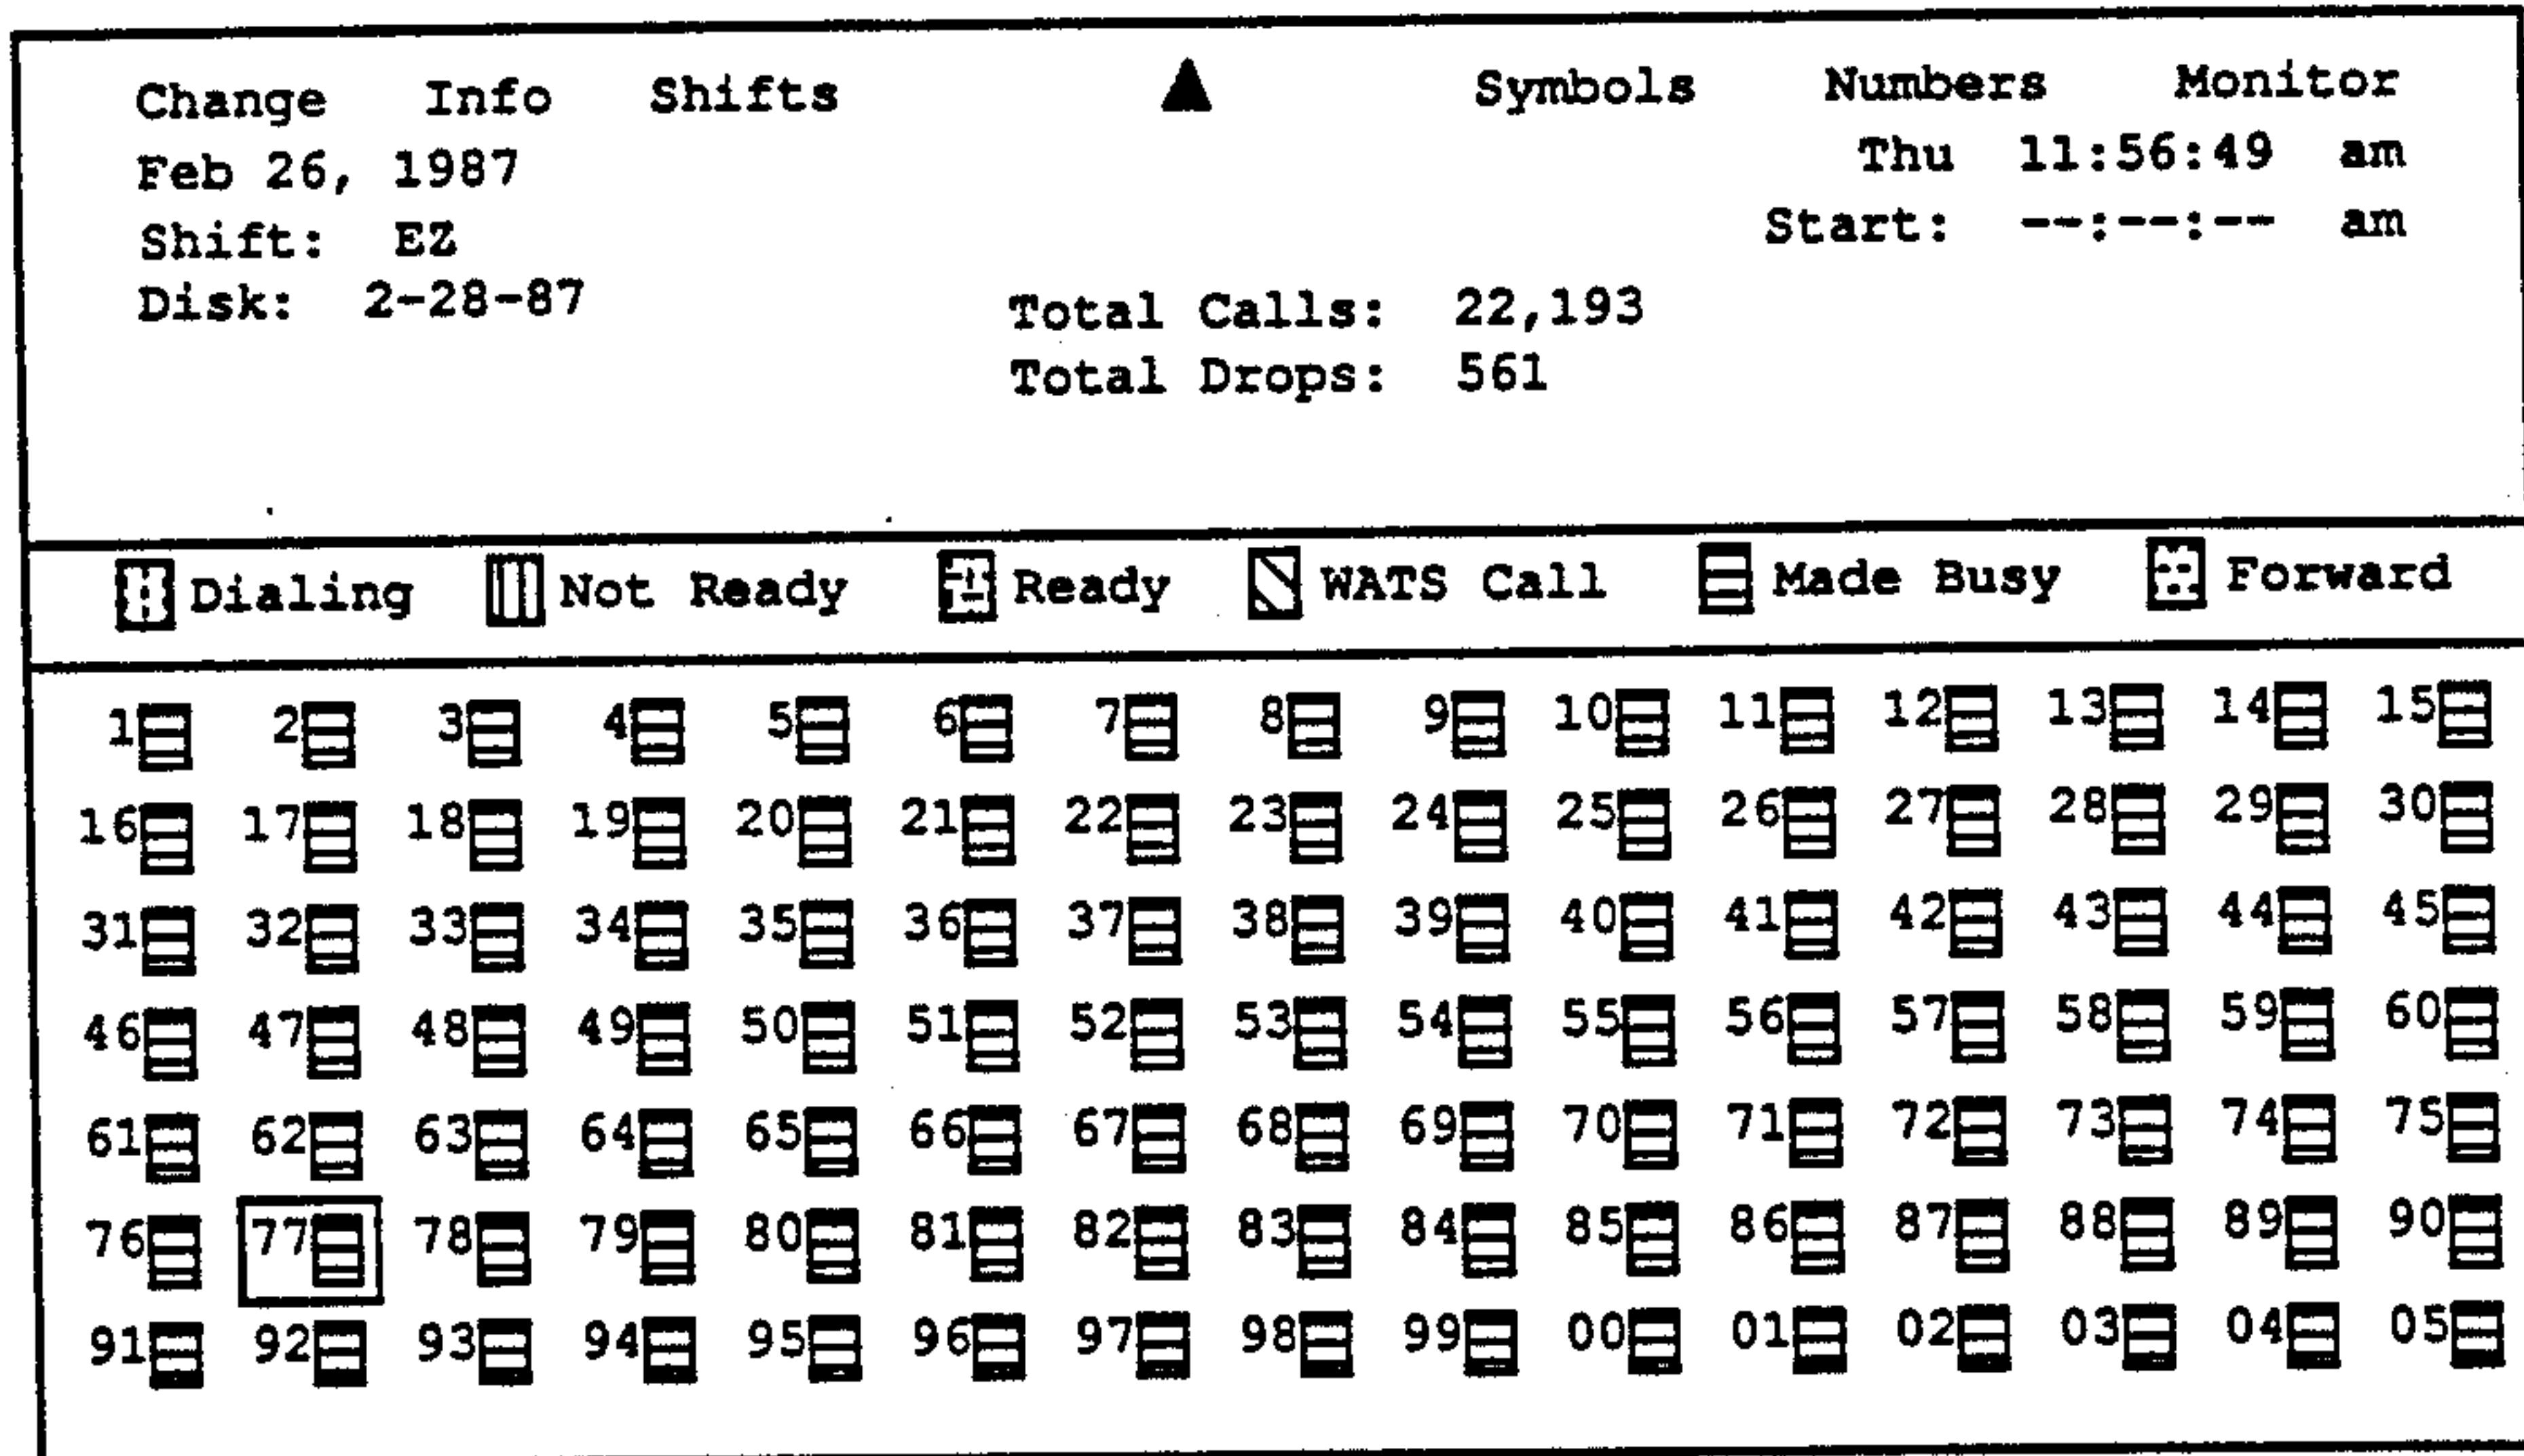 Change Info Shifts Symbols Numbers Monitor
Feb 26, 1987 Thu 11:56:49 am
Shift: EZ Start: --:--:-- am
Disk: 2-28-87 Total Calls: 22,193
Total Drops: 561
Dialing Not Ready Ready WATS Call Made Busy Forward
1 2 3 4 5 6 7 8 9 10 11 12 13 14 15
16 17 18 19 20 21 22 23 24 25 26 27 28 29 30
31 32 33 34 35 36 37 38 39 40 41 42 43 44 45
46 47 48 49 50 51 52 53 54 55 56 57 58 59 60
61 62 63 64 65 66 67 68 69 70 71 72 73 74 75
76 77 78 79 80 81 82 83 84 85 86 87 88 89 90
91 92 93 94 95 96 97 98 99 00 01 02 03 04 05